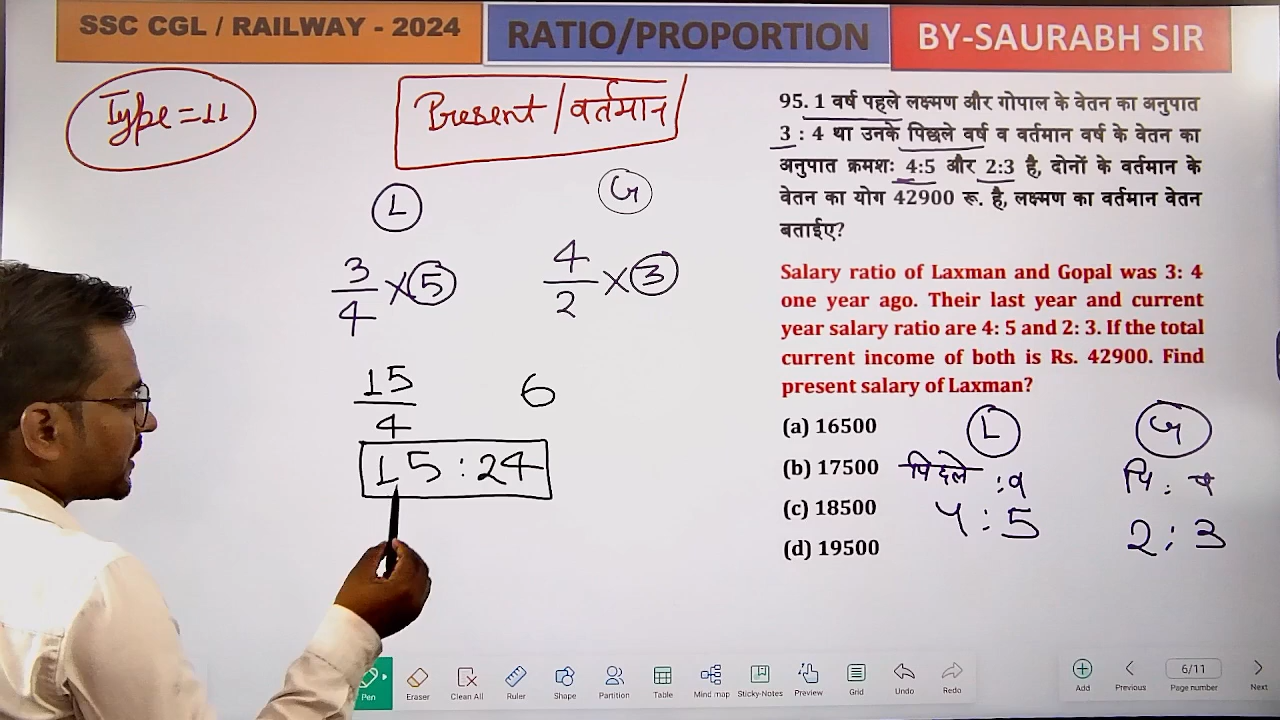 SSC CGL / RAILWAY - 2024
RATIO/PROPORTION
BY-SAURABH SIR
Type = 11
Present / वर्तमान
95. 1 वर्ष पहले लक्ष्मण और गोपाल के वेतन का अनुपात
3 : 4 था उनके पिछले वर्ष व वर्तमान वर्ष के वेतन का
अनुपात क्रमशः 4:5 और 2:3 है, दोनों के वर्तमान के
वेतन का योग 42900 रू. है, लक्ष्मण का वर्तमान वेतन
बताईए?
Salary ratio of Laxman and Gopal was 3: 4
one year ago. Their last year and current
year salary ratio are 4: 5 and 2: 3. If the total
current income of both is Rs. 42900. Find
present salary of Laxman?
(a) 16500
(b) 17500
(c) 18500
(d) 19500
L G
3/4 × 5 4/2 × 3
15/4 6
15 : 24
L G
पिछले : व पि : व
4 : 5 2 : 3
Pen
Eraser
Clean All
Ruler
Shape
Partition
Table
Mind map
Sticky-Notes
Preview
Grid
Undo
Redo
Add
Previous
6/11
Page number
Next